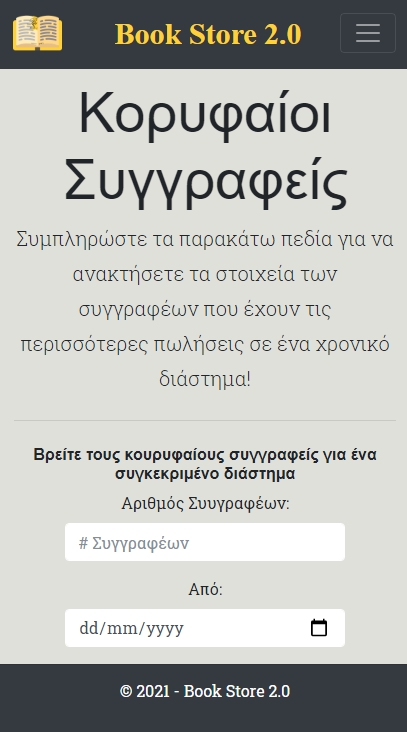 Book Store 2.0
Κορυφαίοι
Συγγραφείς
Συμπληρώστε τα παρακάτω πεδία για να
ανακτήσετε τα στοιχεία των
συγγραφέων που έχουν τις
περισσότερες πωλήσεις σε ένα χρονικό
διάστημα!
Βρείτε τους κουρυφαίους συγγραφείς για ένα
συγκεκριμένο διάστημα
Αριθμός Συυγραφέων:
# Συγγραφέων
Από:
dd/mm/yyyy
© 2021 - Book Store 2.0